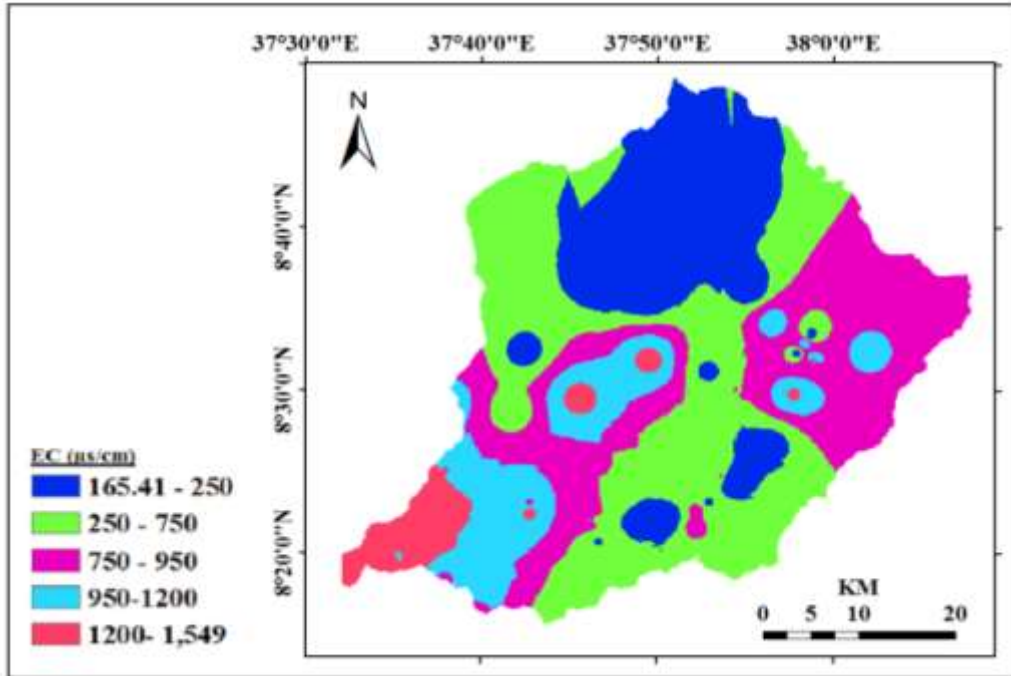 37°30'0"E 37°40'0"E 37°50'0"E 38°0'0"E
N
8°40'0"N
8°30'0"N
8°20'0"N
EC (µs/cm)
165.41 - 250
250 - 750
750 - 950
950-1200
1200- 1,549
KM
0 5 10 20